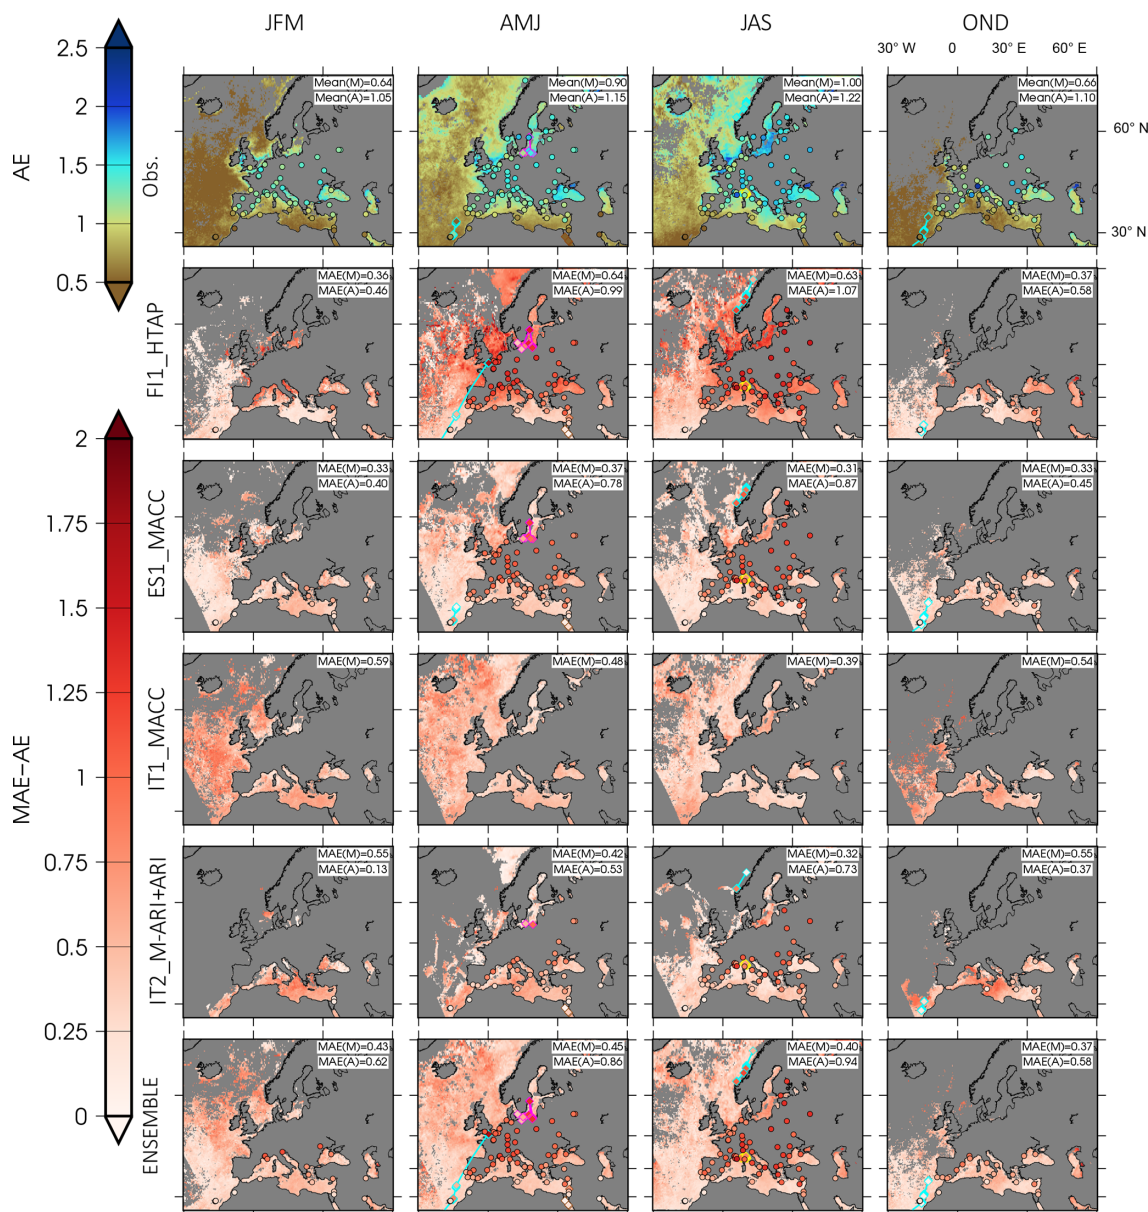 JFM AMJ JAS OND
30° W 0 30° E 60° E
2.5
2
1.5
1
0.5
AE
Obs.
Mean(M)=0.64
Mean(A)=1.05
Mean(M)=0.90
Mean(A)=1.15
Mean(M)=1.00
Mean(A)=1.22
Mean(M)=0.66
Mean(A)=1.10
60° N
30° N
FI1_HTAP
MAE(M)=0.36
MAE(A)=0.46
MAE(M)=0.64
MAE(A)=0.99
MAE(M)=0.63
MAE(A)=1.07
MAE(M)=0.37
MAE(A)=0.58
2
1.75
1.5
1.25
1
0.75
0.5
0.25
0
MAE-AE
ES1_MACC
MAE(M)=0.33
MAE(A)=0.40
MAE(M)=0.37
MAE(A)=0.78
MAE(M)=0.31
MAE(A)=0.87
MAE(M)=0.33
MAE(A)=0.45
IT1_MACC
MAE(M)=0.59
MAE(M)=0.48
MAE(M)=0.39
MAE(M)=0.54
IT2_M-ARI+ARI
MAE(M)=0.55
MAE(A)=0.13
MAE(M)=0.42
MAE(A)=0.53
MAE(M)=0.32
MAE(A)=0.73
MAE(M)=0.55
MAE(A)=0.37
ENSEMBLE
MAE(M)=0.43
MAE(A)=0.62
MAE(M)=0.45
MAE(A)=0.86
MAE(M)=0.40
MAE(A)=0.94
MAE(M)=0.37
MAE(A)=0.58